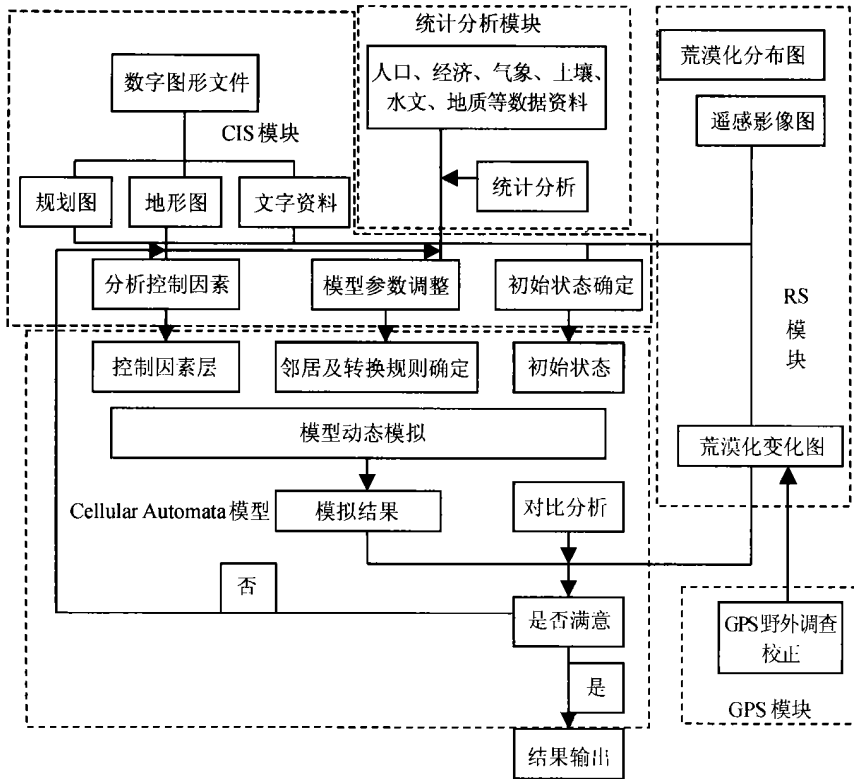 统计分析模块
数字图形文件
人口、经济、气象、土壤、
水文、地质等数据资料
荒漠化分布图
遥感影像图
CIS模块
规划图
地形图
文字资料
统计分析
分析控制因素
模型参数调整
初始状态确定
RS
模
块
控制因素层
邻居及转换规则确定
初始状态
模型动态模拟
荒漠化变化图
Cellular Automata模型
模拟结果
对比分析
否
是否满意
GPS野外调查
校正
是
GPS模块
结果输出